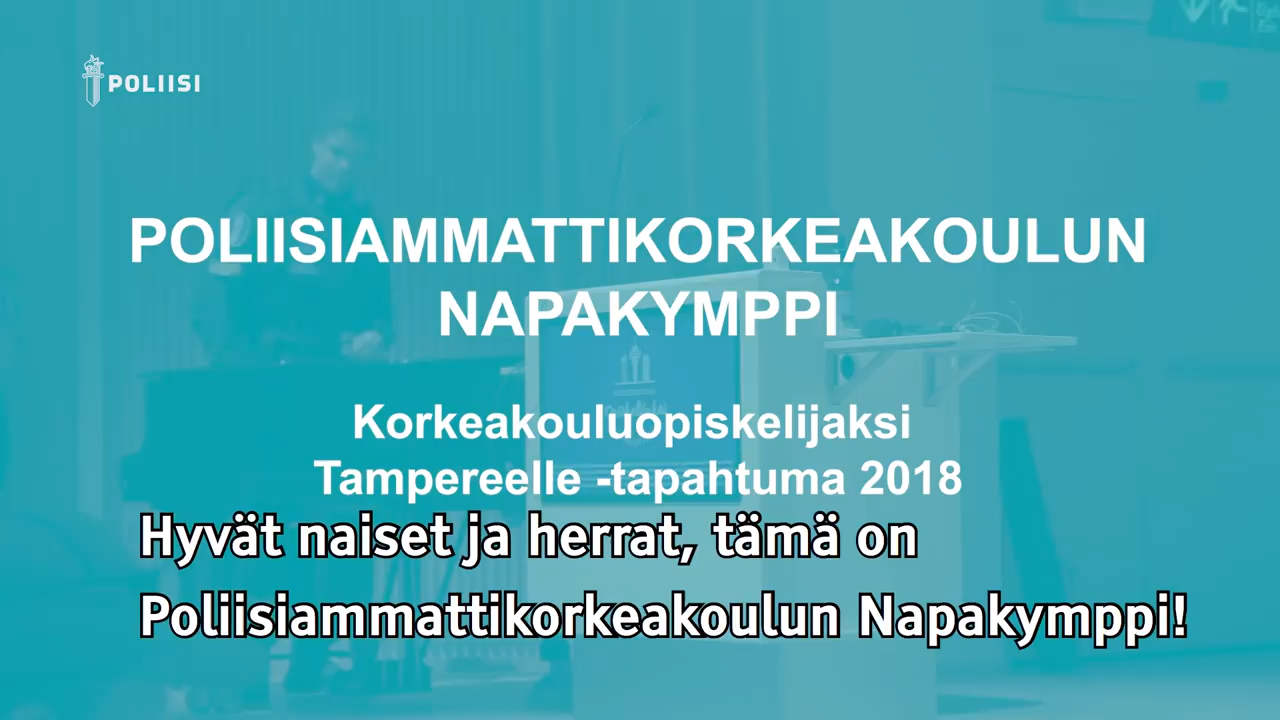 POLIISI
POLIISIAMMATTIKORKEAKOULUN
NAPAKYMPPI
Korkeakouluopiskelijaksi
Tampereelle -tapahtuma 2018
Hyvät naiset ja herrat, tämä on
Poliisiammattikorkeakoulun Napakymppi!